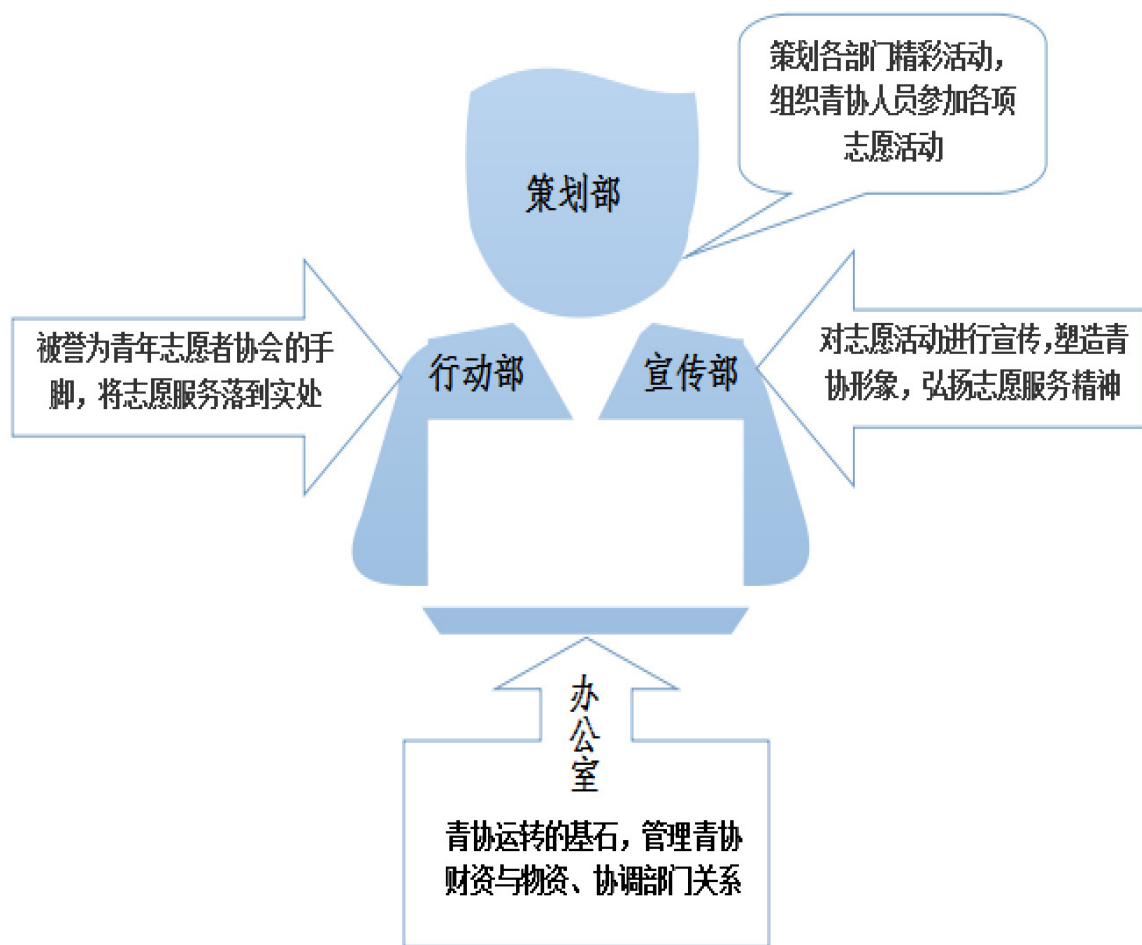 策划各部门精彩活动，
组织青协人员参加各项
志愿活动
策划部
被誉为青年志愿者协会的手
脚，将志愿服务落到实处
行动部
宣传部
对志愿活动进行宣传，塑造青
协形象，弘扬志愿服务精神
办
公
室
青协运转的基石，管理青协
财资与物资、协调部门关系